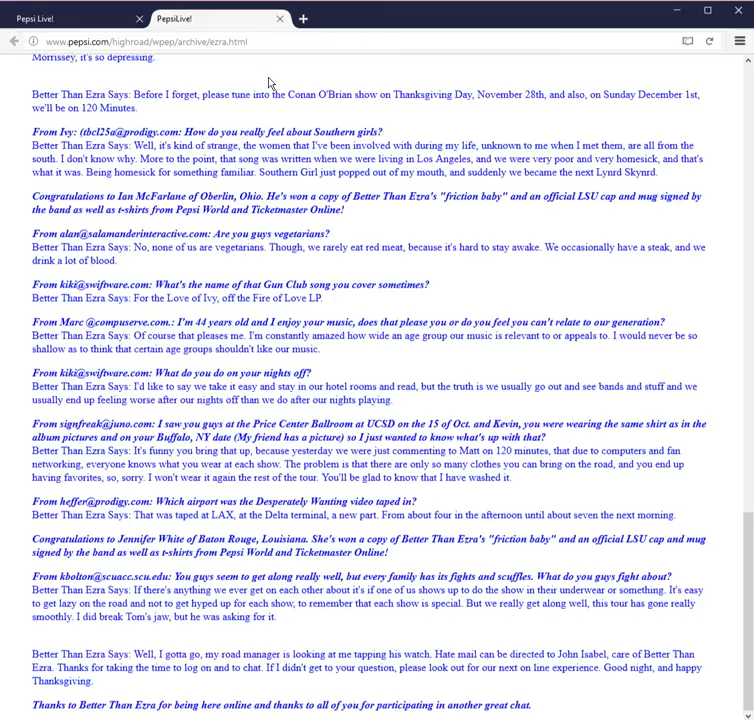 Pepsi Live!
PepsiLive!
www.pepsi.com/highroad/wpep/archive/ezra.html
Morrissey, it's so depressing.
Better Than Ezra Says: Before I forget, please tune into the Conan O'Brian show on Thanksgiving Day, November 28th, and also, on Sunday December 1st,
we'll be on 120 Minutes.
From Ivy: (tbcl25a@prodigy.com: How do you really feel about Southern girls?
Better Than Ezra Says: Well, it's kind of strange, the women that I've been involved with during my life, unknown to me when I met them, are all from the
south. I don't know why. More to the point, that song was written when we were living in Los Angeles, and we were very poor and very homesick, and that's
what it was. Being homesick for something familiar. Southern Girl just popped out of my mouth, and suddenly we became the next Lynrd Skynrd.
Congratulations to Ian McFarlane of Oberlin, Ohio. He's won a copy of Better Than Ezra's "friction baby" and an official LSU cap and mug signed by
the band as well as t-shirts from Pepsi World and Ticketmaster Online!
From alan@salamanderinteractive.com: Are you guys vegetarians?
Better Than Ezra Says: No, none of us are vegetarians. Though, we rarely eat red meat, because it's hard to stay awake. We occasionally have a steak, and we
drink a lot of blood.
From kiki@swiftware.com: What's the name of that Gun Club song you cover sometimes?
Better Than Ezra Says: For the Love of Ivy, off the Fire of Love LP.
From Marc @compuserve.com.: I'm 44 years old and I enjoy your music, does that please you or do you feel you can't relate to our generation?
Better Than Ezra Says: Of course that pleases me. I'm constantly amazed how wide an age group our music is relevant to or appeals to. I would never be so
shallow as to think that certain age groups shouldn't like our music.
From kiki@swiftware.com: What do you do on your nights off?
Better Than Ezra Says: I'd like to say we take it easy and stay in our hotel rooms and read, but the truth is we usually go out and see bands and stuff and we
usually end up feeling worse after our nights off than we do after our nights playing.
From signfreak@juno.com: I saw you guys at the Price Center Ballroom at UCSD on the 15 of Oct. and Kevin, you were wearing the same shirt as in the
album pictures and on your Buffalo, NY date (My friend has a picture) so I just wanted to know what's up with that?
Better Than Ezra Says: It's funny you bring that up, because yesterday we were just commenting to Matt on 120 minutes, that due to computers and fan
networking, everyone knows what you wear at each show. The problem is that there are only so many clothes you can bring on the road, and you end up
having favorites, so, sorry. I won't wear it again the rest of the tour. You'll be glad to know that I have washed it.
From heffer@prodigy.com: Which airport was the Desperately Wanting video taped in?
Better Than Ezra Says: That was taped at LAX, at the Delta terminal, a new part. From about four in the afternoon until about seven the next morning.
Congratulations to Jennifer White of Baton Rouge, Louisiana. She's won a copy of Better Than Ezra's "friction baby" and an official LSU cap and mug
signed by the band as well as t-shirts from Pepsi World and Ticketmaster Online!
From kbolton@scuacc.scu.edu: You guys seem to get along really well, but every family has its fights and scuffles. What do you guys fight about?
Better Than Ezra Says: If there's anything we ever get on each other about it's if one of us shows up to do the show in their underwear or something. It's easy
to get lazy on the road and not to get hyped up for each show, to remember that each show is special. But we really get along well, this tour has gone really
smoothly. I did break Tom's jaw, but he was asking for it.
Better Than Ezra Says: Well, I gotta go, my road manager is looking at me tapping his watch. Hate mail can be directed to John Isabel, care of Better Than
Ezra. Thanks for taking the time to log on and to chat. If I didn't get to your question, please look out for our next on line experience. Good night, and happy
Thanksgiving.
Thanks to Better Than Ezra for being here online and thanks to all of you for participating in another great chat.